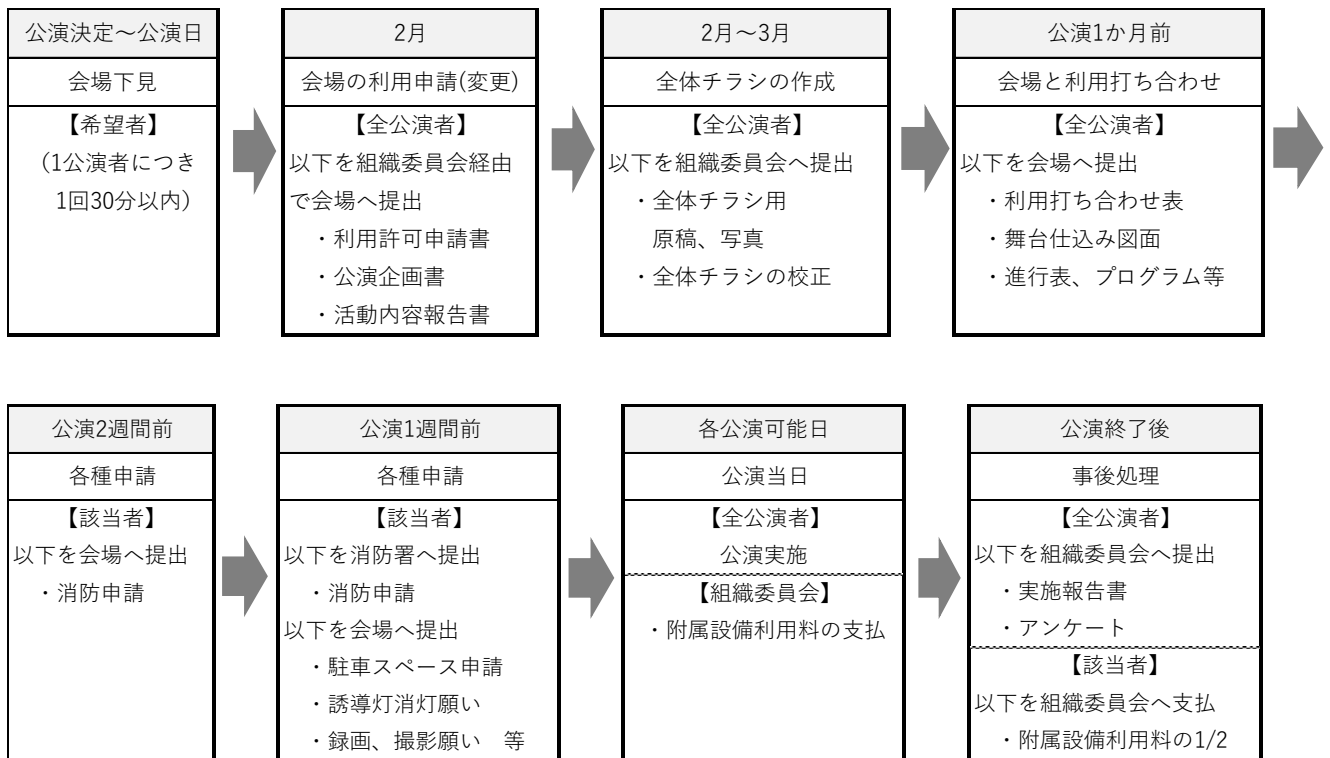 公演決定～公演日
会場下見
【希望者】
（1公演者につき
1回30分以内）
2月
会場の利用申請(変更)
【全公演者】
以下を組織委員会経由
で会場へ提出
・利用許可申請書
・公演企画書
・活動内容報告書
2月～3月
全体チラシの作成
【全公演者】
以下を組織委員会へ提出
・全体チラシ用
原稿、写真
・全体チラシの校正
公演1か月前
会場と利用打ち合わせ
【全公演者】
以下を会場へ提出
・利用打ち合わせ表
・舞台仕込み図面
・進行表、プログラム等
公演2週間前
各種申請
【該当者】
以下を会場へ提出
・消防申請
公演1週間前
各種申請
【該当者】
以下を消防署へ提出
・消防申請
以下を会場へ提出
・駐車スペース申請
・誘導灯消灯願い
・録画、撮影願い　等
各公演可能日
公演当日
【全公演者】
公演実施
【組織委員会】
・附属設備利用料の支払
公演終了後
事後処理
【全公演者】
以下を組織委員会へ提出
・実施報告書
・アンケート
【該当者】
以下を組織委員会へ支払
・附属設備利用料の1/2